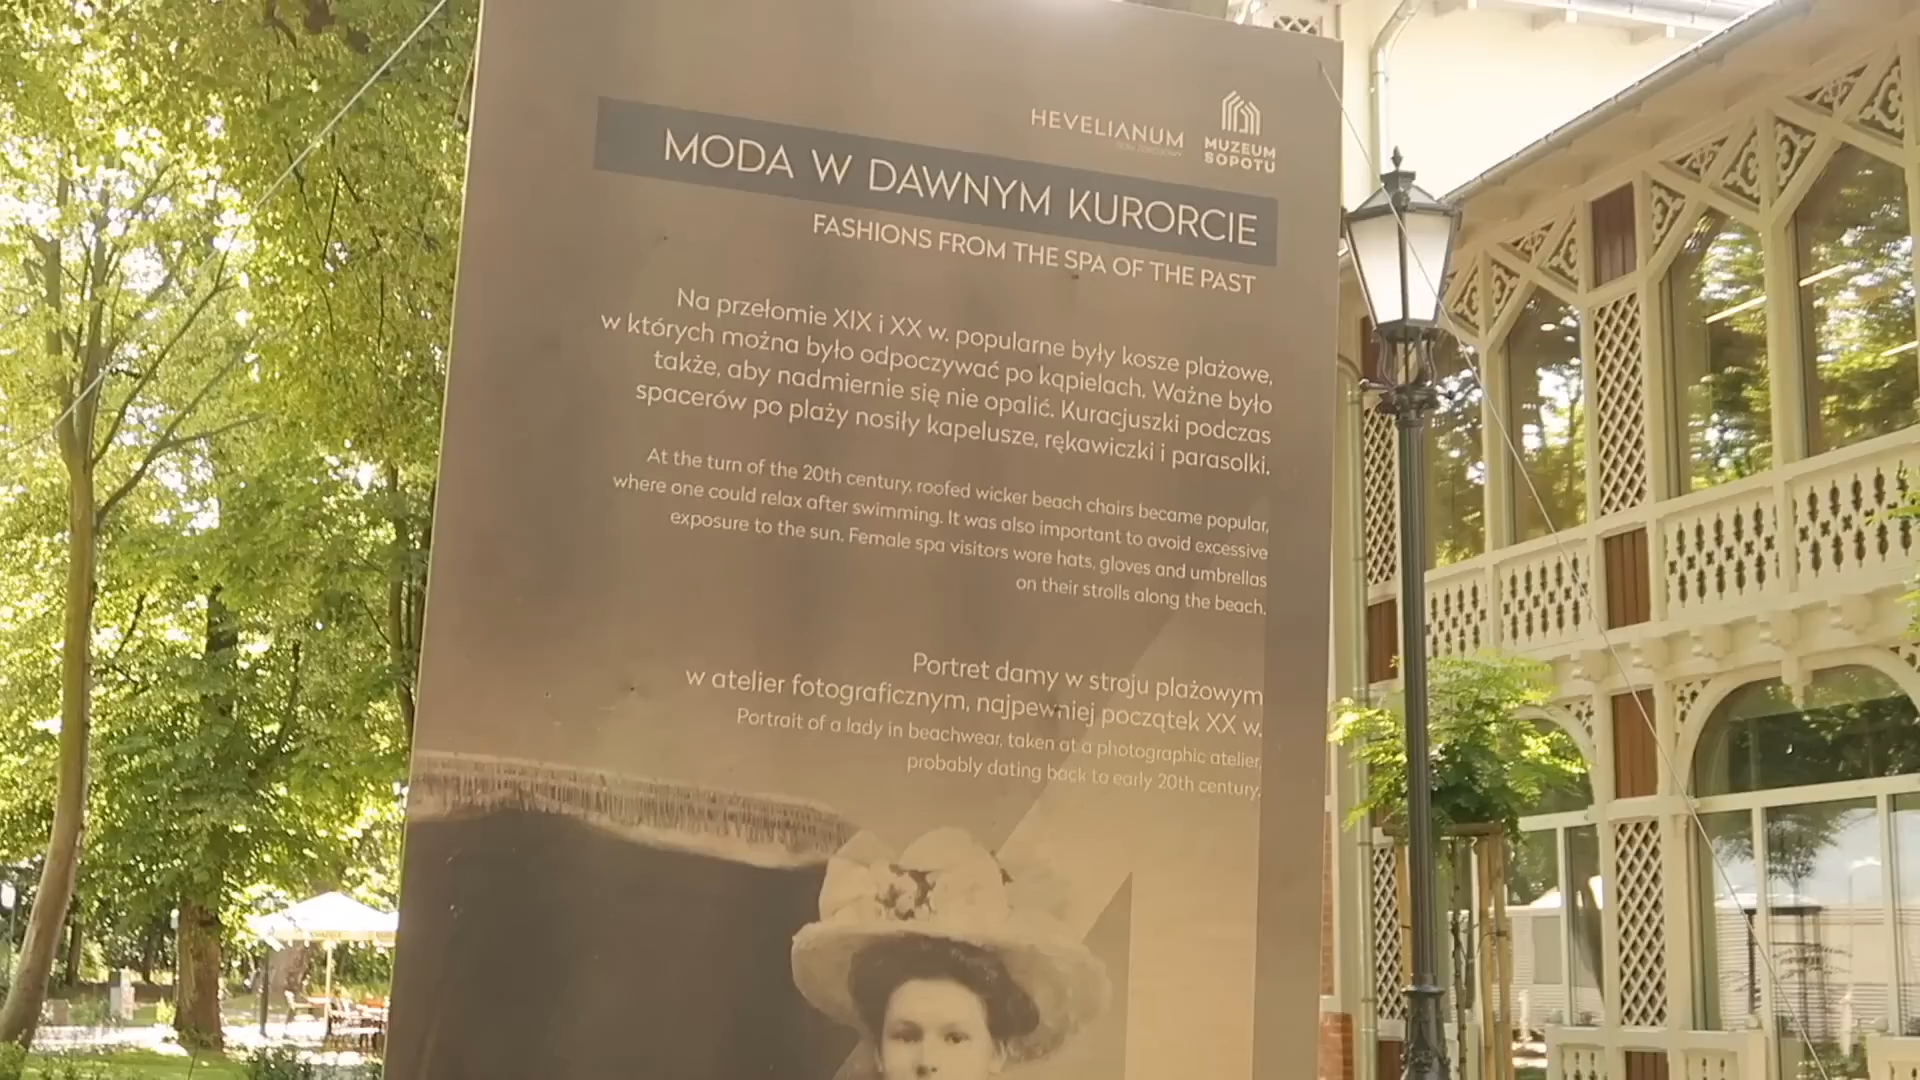 HEVELIANUM
MUZEUM
SOPOTU
MODA W DAWNYM KURORCIE
FASHIONS FROM THE SPA OF THE PAST
Na przełomie XIX i XX w. popularne były kosze plażowe,
w których można było odpoczywać po kąpielach. Ważne było
także, aby nadmiernie się nie opalić. Kuracjuszki podczas
spacerów po plaży nosiły kapelusze, rękawiczki i parasolki.
At the turn of the 20th century, roofed wicker beach chairs became popular,
where one could relax after swimming. It was also important to avoid excessive
exposure to the sun. Female spa visitors wore hats, gloves and umbrellas
on their strolls along the beach.
Portret damy w stroju plażowym
w atelier fotograficznym, najpewniej początek XX w.
Portrait of a lady in beachwear, taken at a photographic atelier,
probably dating back to early 20th century.